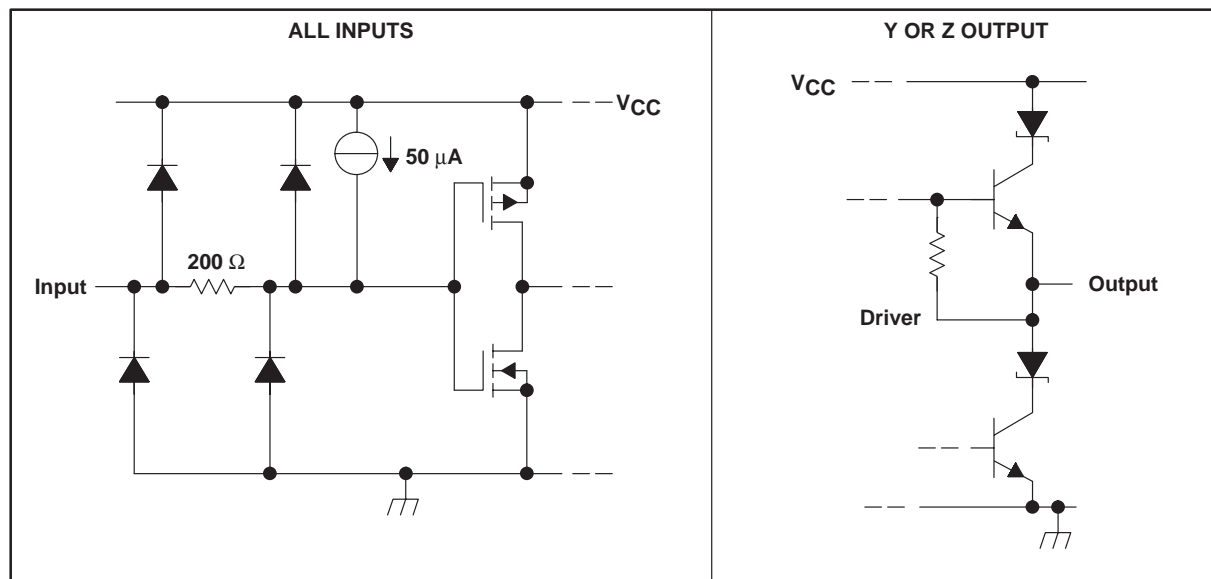 ALL INPUTS
VCC
50 μA
200 Ω
Input
Y OR Z OUTPUT
VCC
Output
Driver